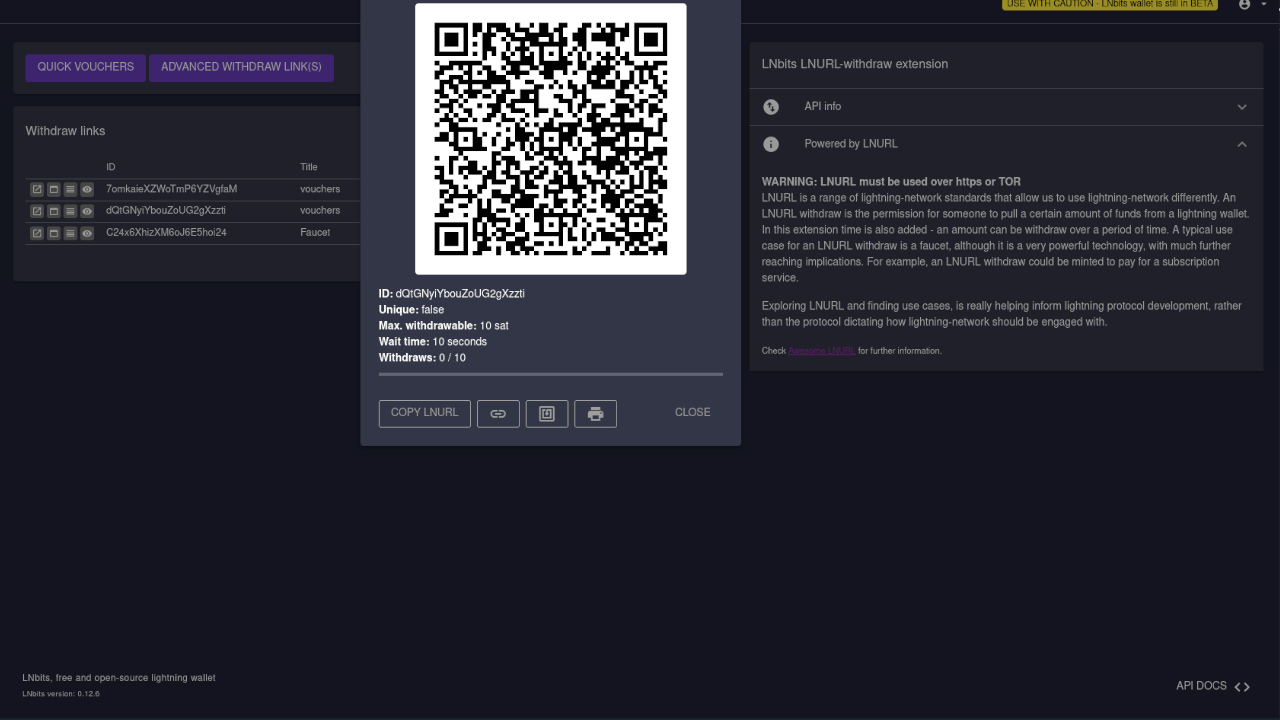 USE WITH CAUTION - LNbits wallet is still in BETA
QUICK VOUCHERS
ADVANCED WITHDRAW LINK(S)
Withdraw links
ID
Title
7omkaieXZWoTmP6YZVgfaM
vouchers
dQtGNyiYbouZoUG2gXzzti
vouchers
C24x6XhizXM6oJ6E5hoi24
Faucet
ID: dQtGNyiYbouZoUG2gXzzti
Unique: false
Max. withdrawable: 10 sat
Wait time: 10 seconds
Withdraws: 0 / 10
COPY LNURL
CLOSE
LNbits LNURL-withdraw extension
API info
Powered by LNURL
WARNING: LNURL must be used over https or TOR
LNURL is a range of lightning-network standards that allow us to use lightning-network differently. An
LNURL withdraw is the permission for someone to pull a certain amount of funds from a lightning wallet.
In this extension time is also added - an amount can be withdraw over a period of time. A typical use
case for an LNURL withdraw is a faucet, although it is a very powerful technology, with much further
reaching implications. For example, an LNURL withdraw could be minted to pay for a subscription
service.
Exploring LNURL and finding use cases, is really helping inform lightning protocol development, rather
than the protocol dictating how lightning-network should be engaged with.
Check Awesome LNURL for further information.
LNbits, free and open-source lightning wallet
LNbits version: 0.12.6
API DOCS